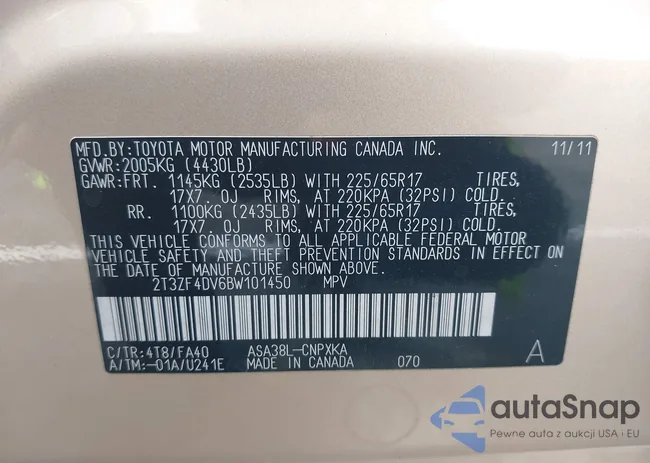 MFD.BY:TOYOTA MOTOR MANUFACTURING CANADA INC. 11/11
GVWR:2005KG (4430LB)
GAWR:FRT. 1145KG (2535LB) WITH 225/65R17 TIRES,
17X7.0J RIMS, AT 220KPA (32PSI) COLD.
RR. 1100KG (2435LB) WITH 225/65R17 TIRES,
17X7.0J RIMS, AT 220KPA (32PSI) COLD.
THIS VEHICLE CONFORMS TO ALL APPLICABLE FEDERAL MOTOR
VEHICLE SAFETY AND THEFT PREVENTION STANDARDS IN EFFECT ON
THE DATE OF MANUFACTURE SHOWN ABOVE.
2T3ZF4DV6BW101450 MPV
C/TR:4T8/FA40 ASA38L-CNPXKA
A/TM:-01A/U241E MADE IN CANADA 070 A
autaSnap
Pewne auta z aukcji USA i EU